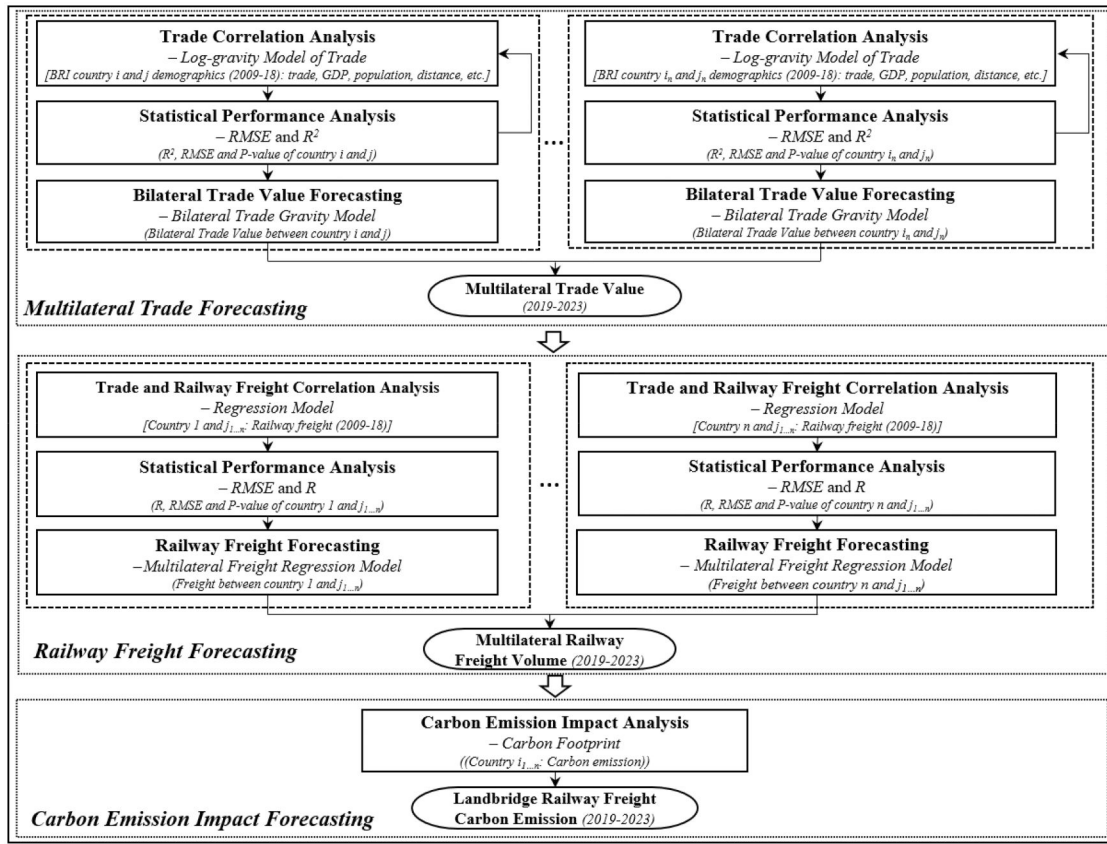 Trade Correlation Analysis
– Log-gravity Model of Trade
[BRI country i and j demographics (2009-18): trade, GDP, population, distance, etc.]
Statistical Performance Analysis
– RMSE and R²
(R², RMSE and P-value of country i and j)
Bilateral Trade Value Forecasting
– Bilateral Trade Gravity Model
(Bilateral Trade Value between country i and j)
...
Trade Correlation Analysis
– Log-gravity Model of Trade
[BRI country iₙ and jₙ demographics (2009-18): trade, GDP, population, distance, etc.]
Statistical Performance Analysis
– RMSE and R²
(R², RMSE and P-value of country iₙ and jₙ)
Bilateral Trade Value Forecasting
– Bilateral Trade Gravity Model
(Bilateral Trade Value between country iₙ and jₙ)
Multilateral Trade Value
(2019-2023)
Multilateral Trade Forecasting
Trade and Railway Freight Correlation Analysis
– Regression Model
[Country 1 and j₁...ₙ: Railway freight (2009-18)]
Statistical Performance Analysis
– RMSE and R
(R, RMSE and P-value of country 1 and j₁...ₙ)
Railway Freight Forecasting
–Multilateral Freight Regression Model
(Freight between country 1 and j₁...ₙ)
...
Trade and Railway Freight Correlation Analysis
– Regression Model
[Country n and j₁...ₙ: Railway freight (2009-18)]
Statistical Performance Analysis
– RMSE and R
(R, RMSE and P-value of country n and j₁...ₙ)
Railway Freight Forecasting
– Multilateral Freight Regression Model
(Freight between country n and j₁...ₙ)
Multilateral Railway
Freight Volume (2019-2023)
Railway Freight Forecasting
Carbon Emission Impact Analysis
– Carbon Footprint
((Country i₁...ₙ: Carbon emission))
Landbridge Railway Freight
Carbon Emission (2019-2023)
Carbon Emission Impact Forecasting